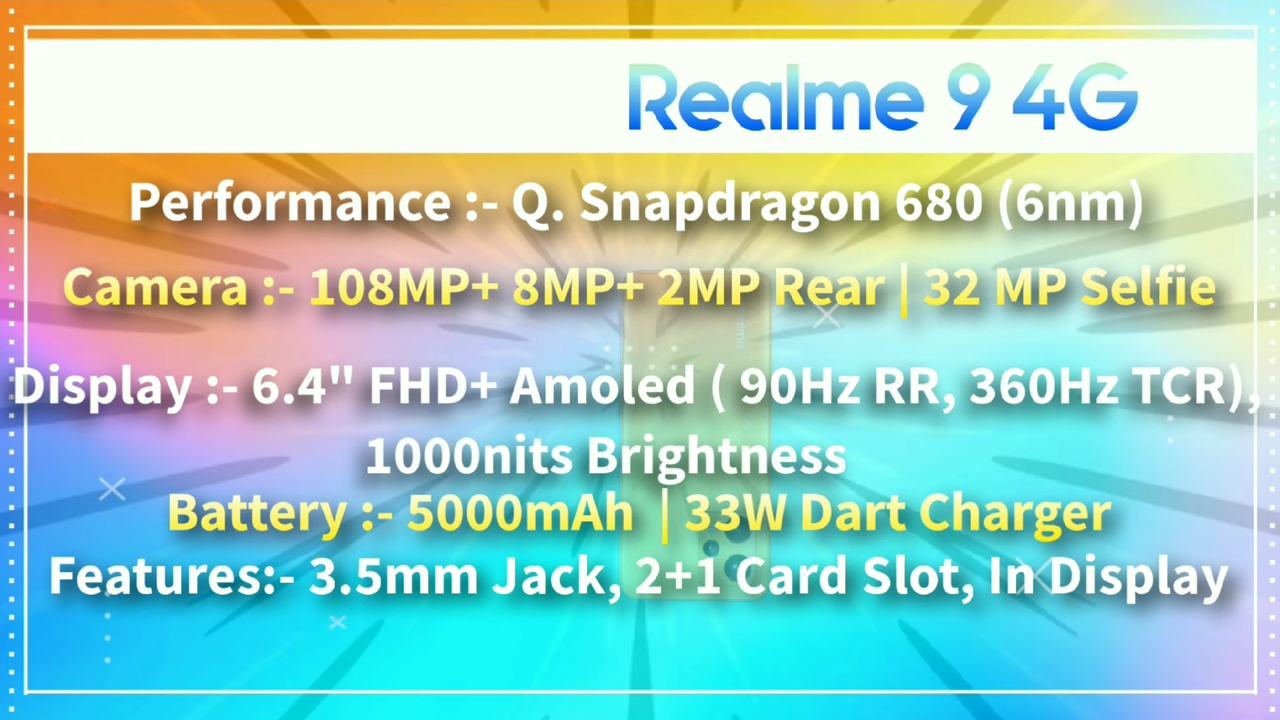 Realme 9 4G
Performance :- Q. Snapdragon 680 (6nm)
Camera :- 108MP+ 8MP+ 2MP Rear | 32 MP Selfie
Display :- 6.4" FHD+ Amoled ( 90Hz RR, 360Hz TCR),
1000nits Brightness
Battery :- 5000mAh | 33W Dart Charger
Features:- 3.5mm Jack, 2+1 Card Slot, In Display